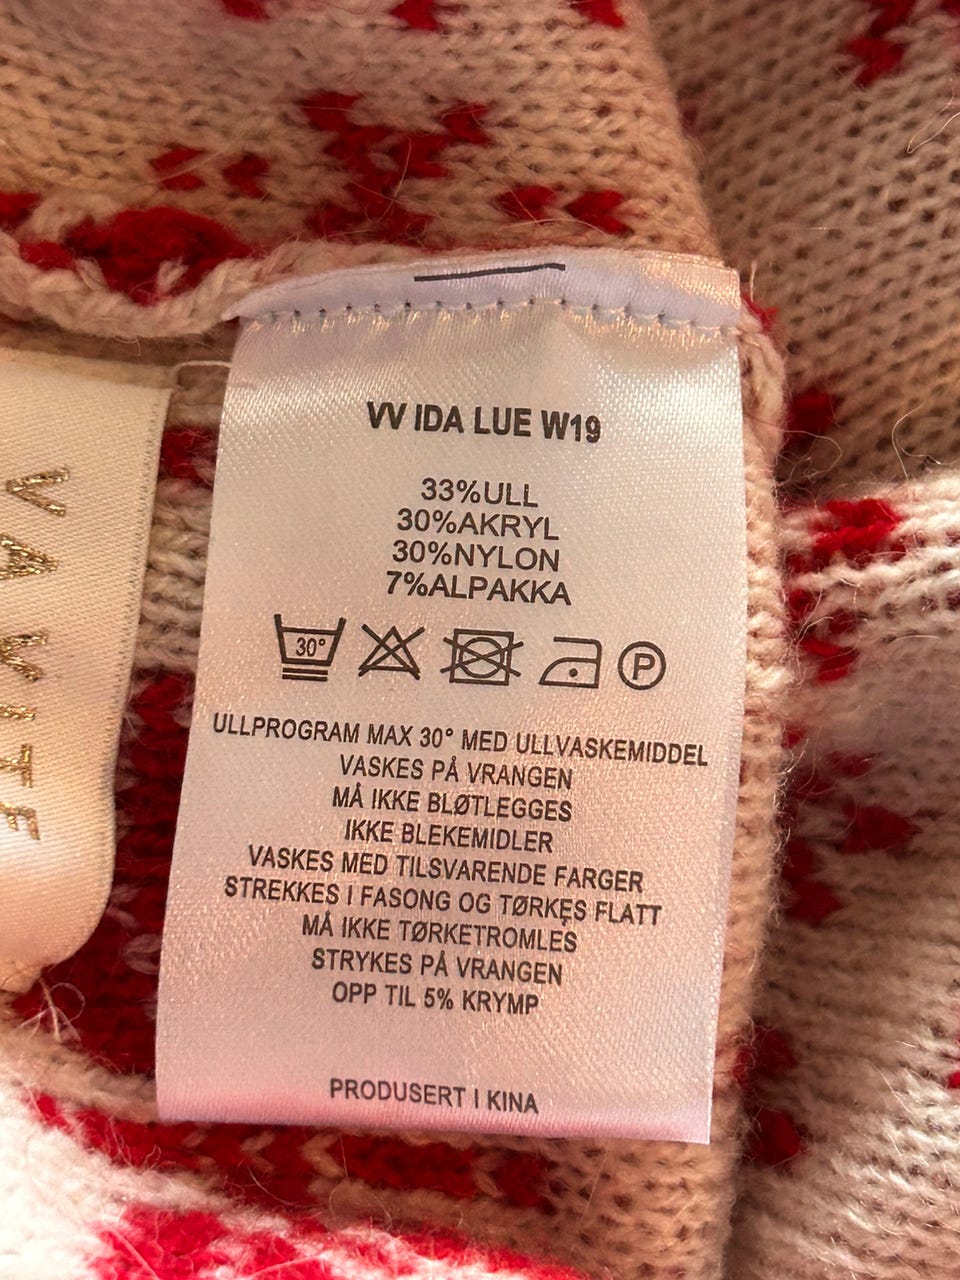 VV IDA LUE W19
33%ULL
30%AKRYL
30%NYLON
7%ALPAKKA
30° P
ULLPROGRAM MAX 30° MED ULLVASKEMIDDEL
VASKES PÅ VRANGEN
MÅ IKKE BLØTLEGGES
IKKE BLEKEMIDLER
VASKES MED TILSVARENDE FARGER
STREKKES I FASONG OG TØRKES FLATT
MÅ IKKE TØRKETROMLES
STRYKES PÅ VRANGEN
OPP TIL 5% KRYMP
PRODUSERT I KINA